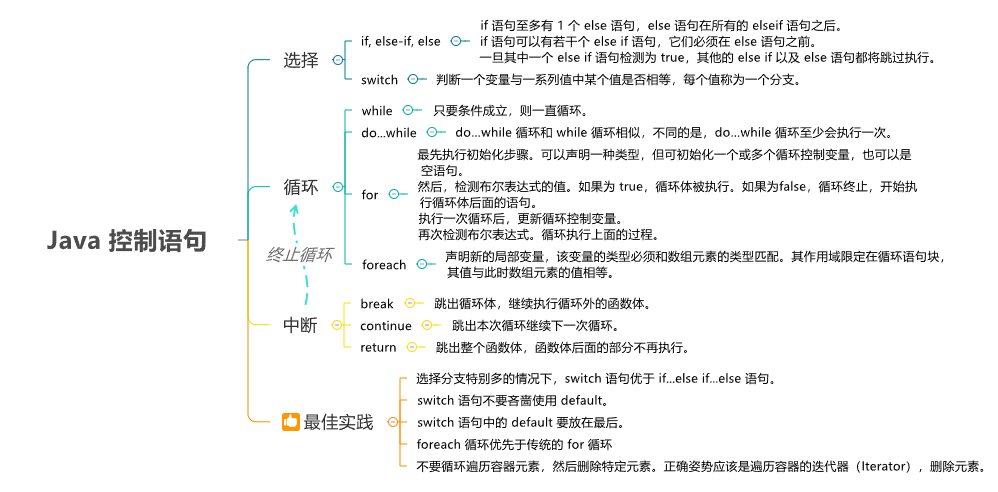 Java 控制语句
选择
if, else-if, else
if 语句至多有 1 个 else 语句，else 语句在所有的 elseif 语句之后。
if 语句可以有若干个 else if 语句，它们必须在 else 语句之前。
一旦其中一个 else if 语句检测为 true，其他的 else if 以及 else 语句都将跳过执行。
switch
判断一个变量与一系列值中某个值是否相等，每个值称为一个分支。
循环
while
只要条件成立，则一直循环。
do...while
do...while 循环和 while 循环相似，不同的是，do...while 循环至少会执行一次。
for
最先执行初始化步骤。可以声明一种类型，但可初始化一个或多个循环控制变量，也可以是
空语句。
然后，检测布尔表达式的值。如果为 true，循环体被执行。如果为false，循环终止，开始执
行循环体后面的语句。
执行一次循环后，更新循环控制变量。
再次检测布尔表达式。循环执行上面的过程。
foreach
声明新的局部变量，该变量的类型必须和数组元素的类型匹配。其作用域限定在循环语句块，
其值与此时数组元素的值相等。
终止循环
中断
break
跳出循环体，继续执行循环外的函数体。
continue
跳出本次循环继续下一次循环。
return
跳出整个函数体，函数体后面的部分不再执行。
最佳实践
选择分支特别多的情况下，switch 语句优于 if...else if...else 语句。
switch 语句不要吝啬使用 default。
switch 语句中的 default 要放在最后。
foreach 循环优先于传统的 for 循环
不要循环遍历容器元素，然后删除特定元素。正确姿势应该是遍历容器的迭代器（Iterator），删除元素。